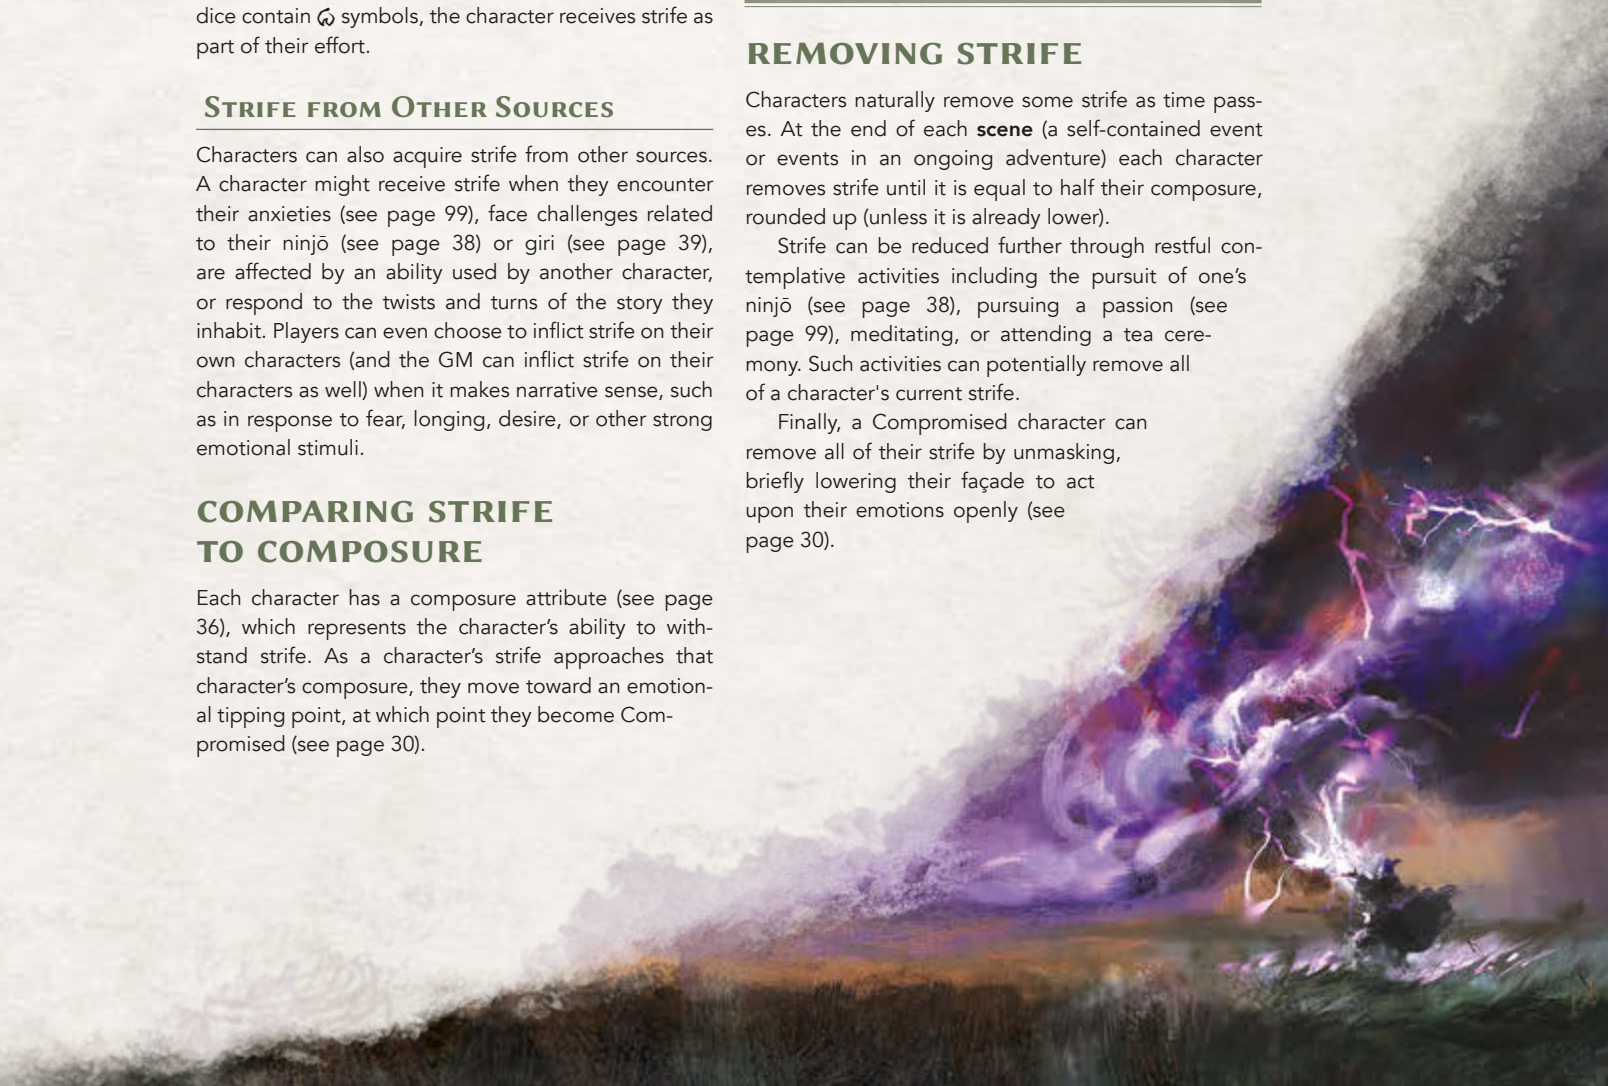 dice contain symbols, the character receives strife as
part of their effort.
STRIFE FROM OTHER SOURCES
Characters can also acquire strife from other sources.
A character might receive strife when they encounter
their anxieties (see page 99), face challenges related
to their ninjō (see page 38) or giri (see page 39),
are affected by an ability used by another character,
or respond to the twists and turns of the story they
inhabit. Players can even choose to inflict strife on their
own characters (and the GM can inflict strife on their
characters as well) when it makes narrative sense, such
as in response to fear, longing, desire, or other strong
emotional stimuli.
COMPARING STRIFE
TO COMPOSURE
Each character has a composure attribute (see page
36), which represents the character’s ability to with-
stand strife. As a character’s strife approaches that
character’s composure, they move toward an emotion-
al tipping point, at which point they become Com-
promised (see page 30).
REMOVING STRIFE
Characters naturally remove some strife as time pass-
es. At the end of each scene (a self-contained event
or events in an ongoing adventure) each character
removes strife until it is equal to half their composure,
rounded up (unless it is already lower).
Strife can be reduced further through restful con-
templative activities including the pursuit of one’s
ninjō (see page 38), pursuing a passion (see
page 99), meditating, or attending a tea cere-
mony. Such activities can potentially remove all
of a character's current strife.
Finally, a Compromised character can
remove all of their strife by unmasking,
briefly lowering their façade to act
upon their emotions openly (see
page 30).